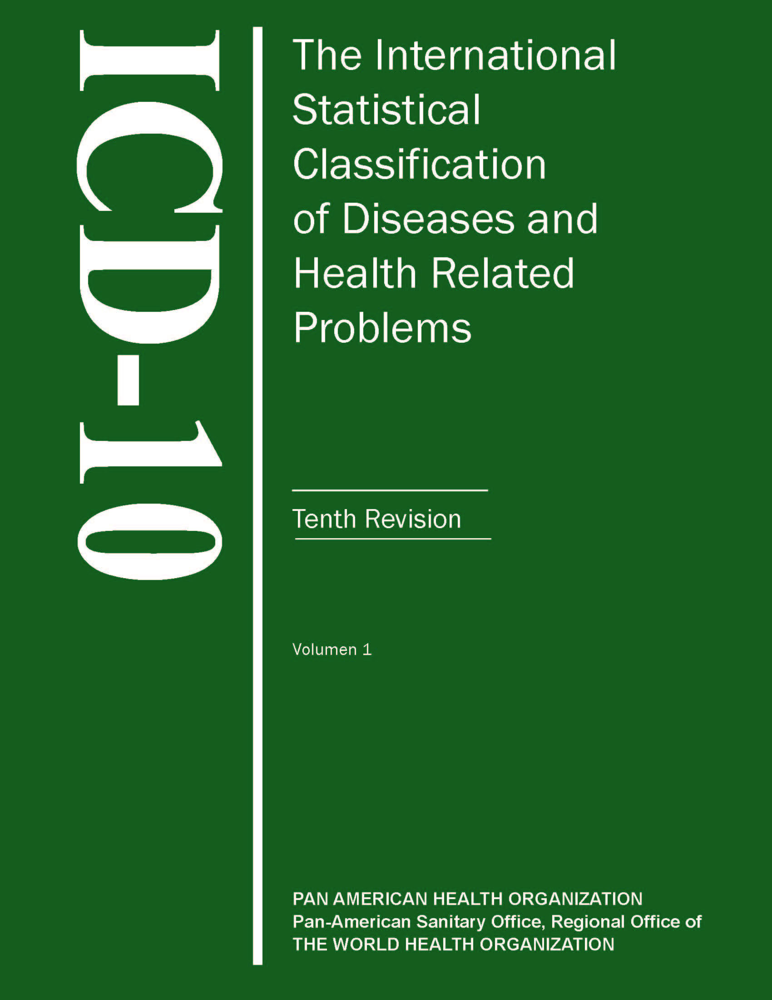 ICD-10
The International
Statistical
Classification
of Diseases and
Health Related
Problems
Tenth Revision
Volumen 1
PAN AMERICAN HEALTH ORGANIZATION
Pan-American Sanitary Office, Regional Office of
THE WORLD HEALTH ORGANIZATION